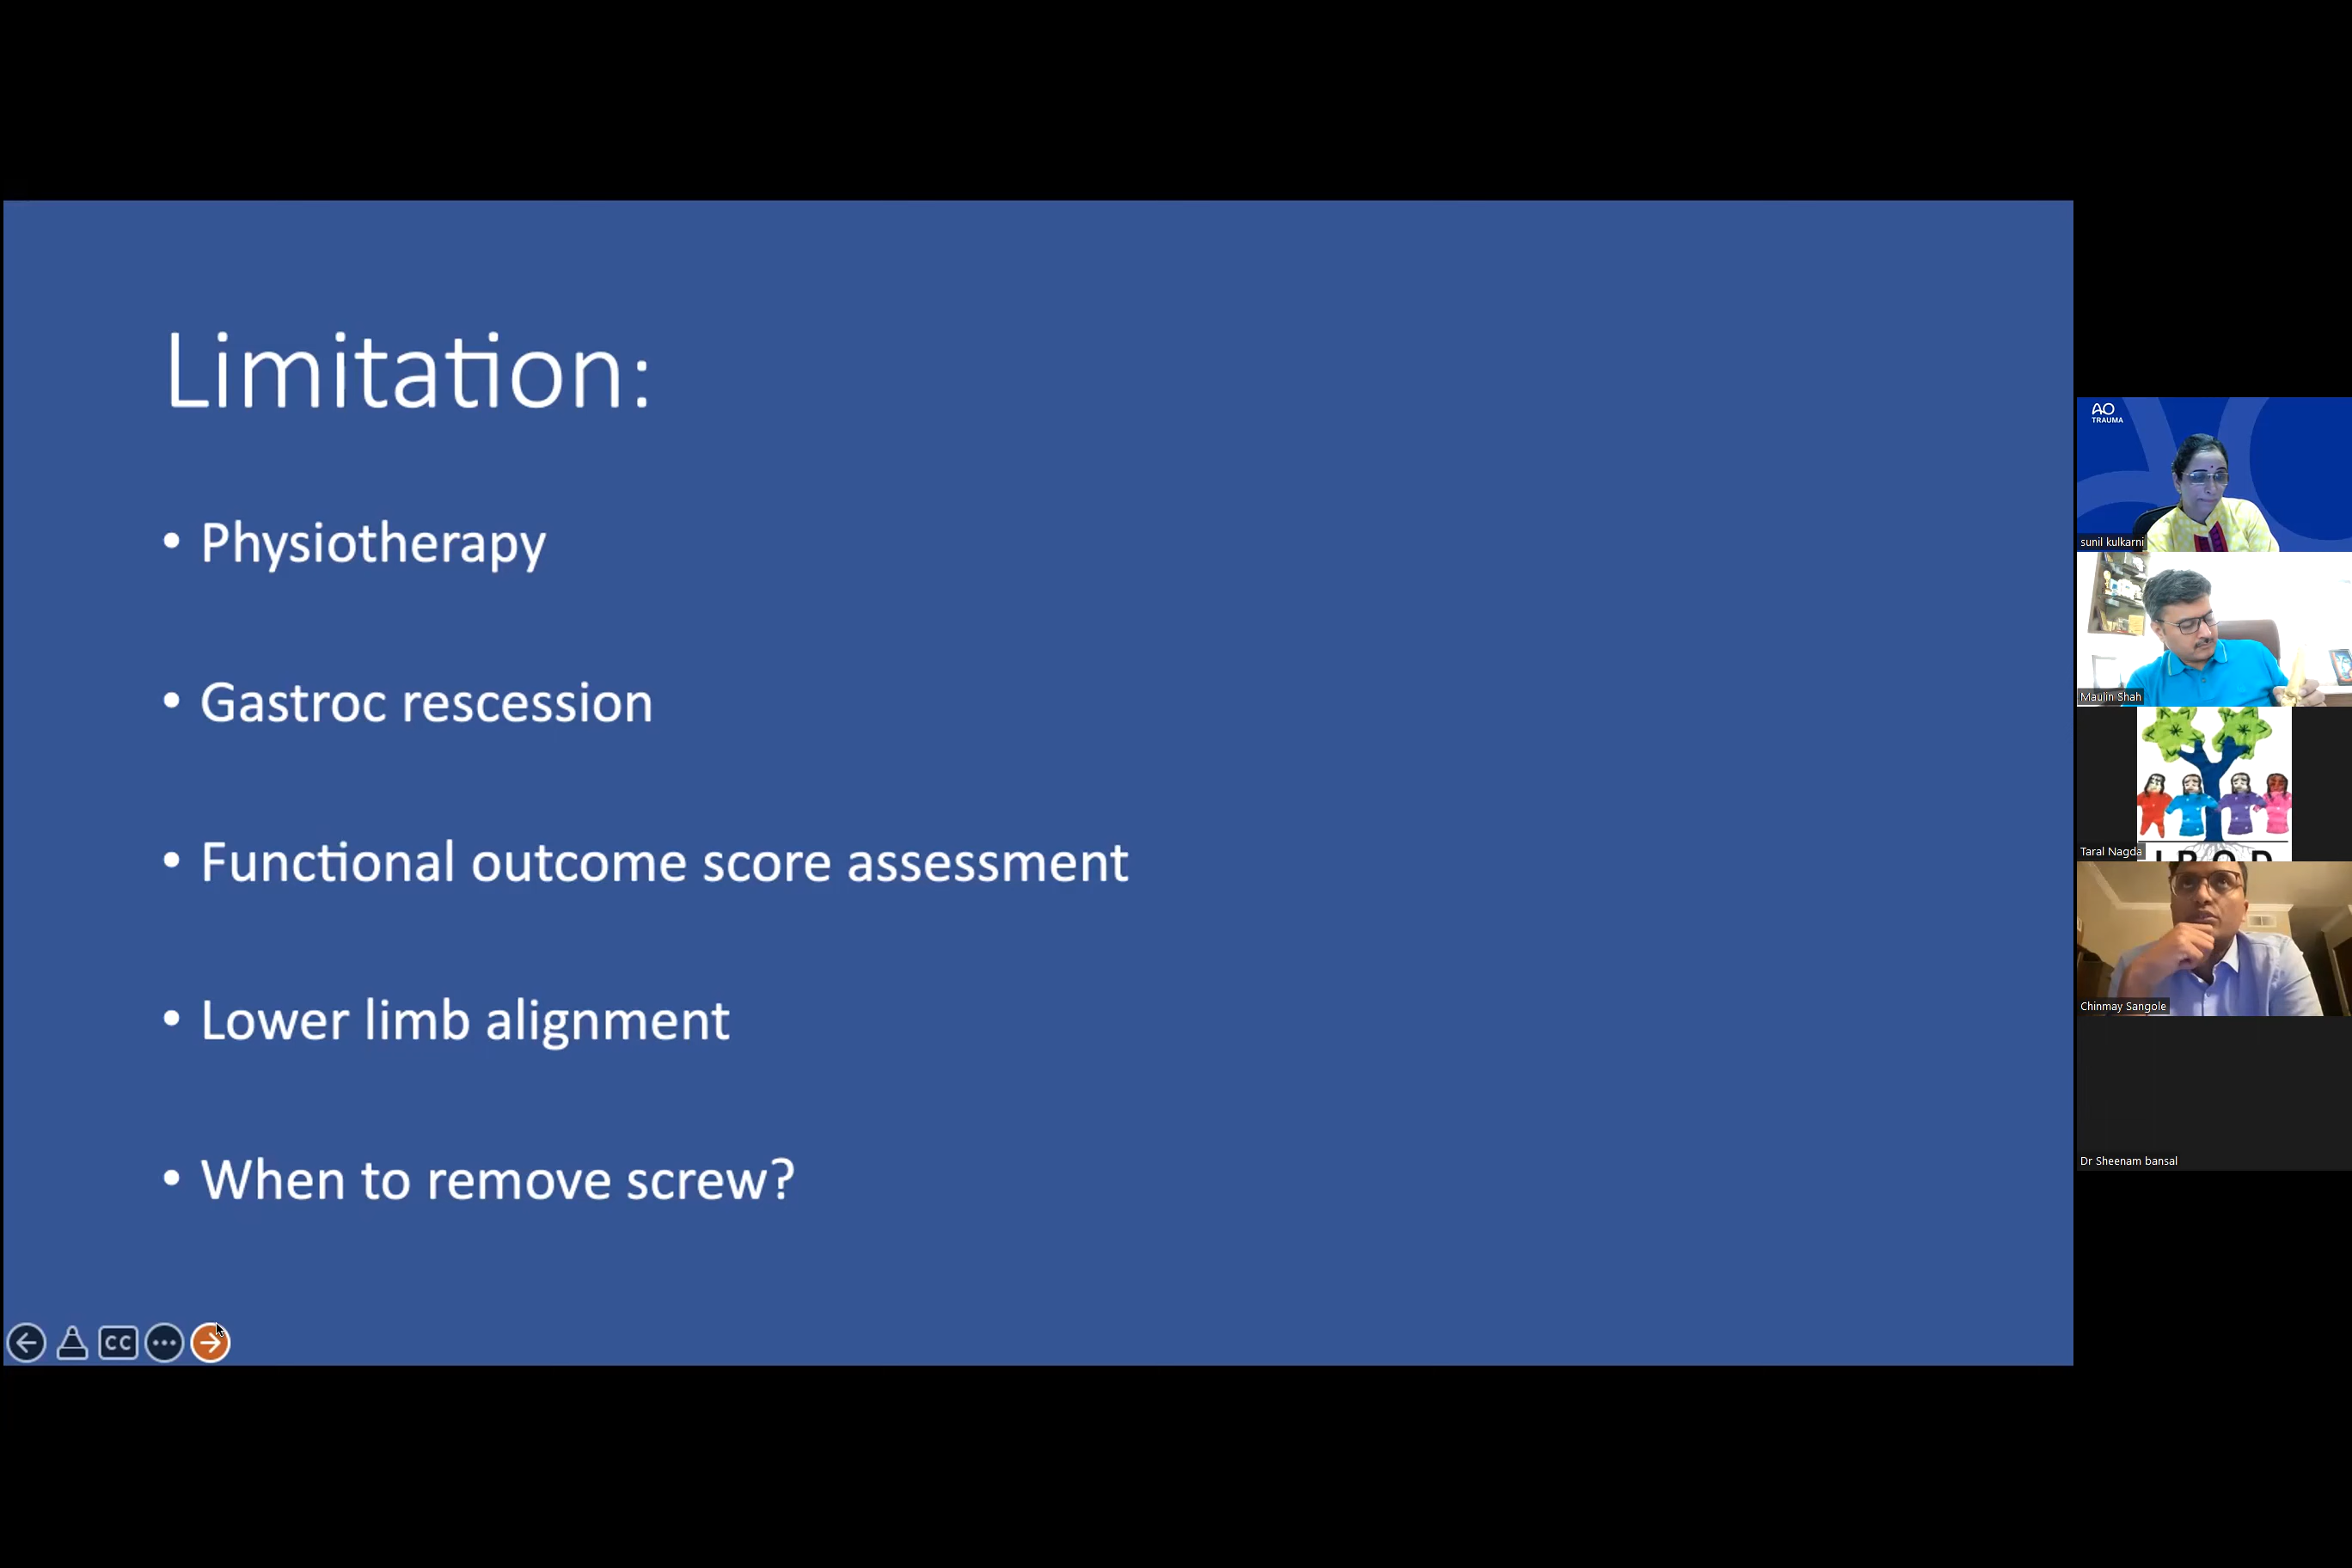 Limitation:
• Physiotherapy
• Gastroc rescession
• Functional outcome score assessment
• Lower limb alignment
• When to remove screw?
CC
AO
TRAUMA
sunil kulkarni
Maulin Shah
Taral Nagda
Chinmay Sangole
Dr Sheenam bansal